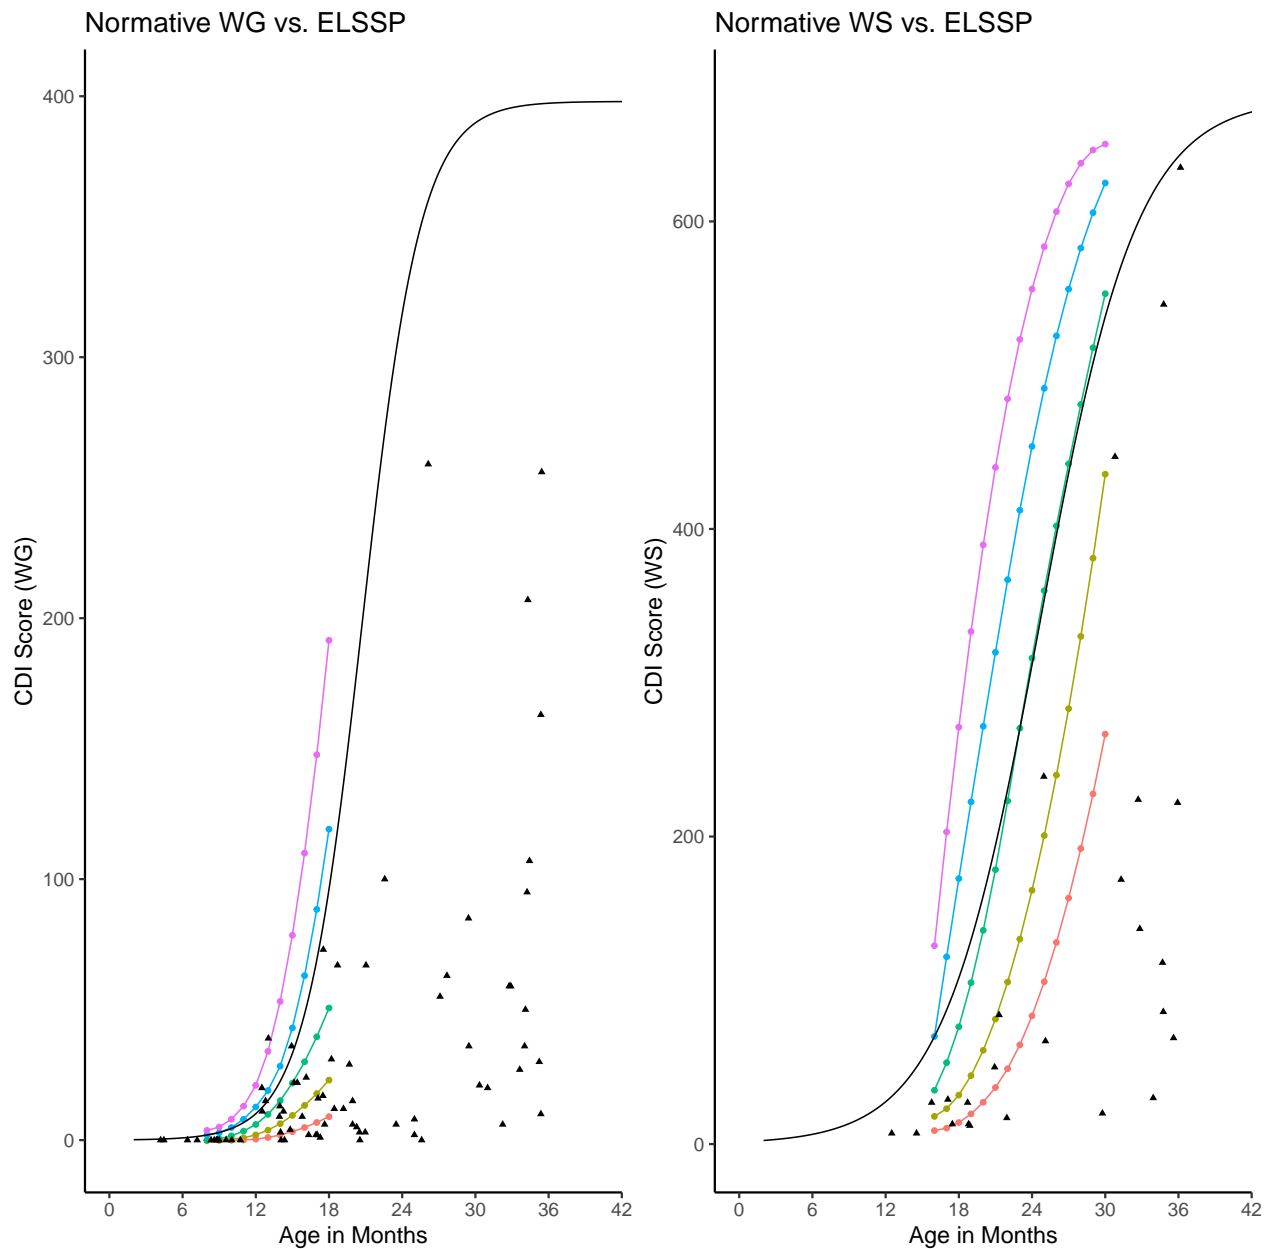 Normative WG vs. ELSSP
CDI Score (WG)
400
300
200
100
0
0 6 12 18 24 30 36 42
Age in Months
Normative WS vs. ELSSP
CDI Score (WS)
600
400
200
0
0 6 12 18 24 30 36 42
Age in Months